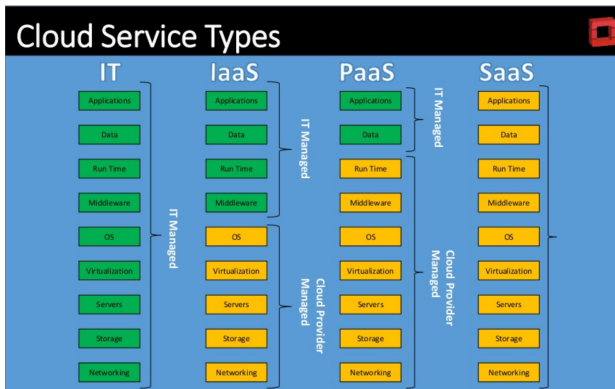 Cloud Service Types
IT
IaaS
PaaS
SaaS
Applications
Data
Run Time
Middleware
OS
Virtualization
Servers
Storage
Networking
IT Managed
Applications
Data
Run Time
Middleware
OS
Virtualization
Servers
Storage
Networking
IT Managed
Cloud Provider
Managed
Applications
Data
Run Time
Middleware
OS
Virtualization
Servers
Storage
Networking
IT Managed
Cloud Provider
Managed
Applications
Data
Run Time
Middleware
OS
Virtualization
Servers
Storage
Networking